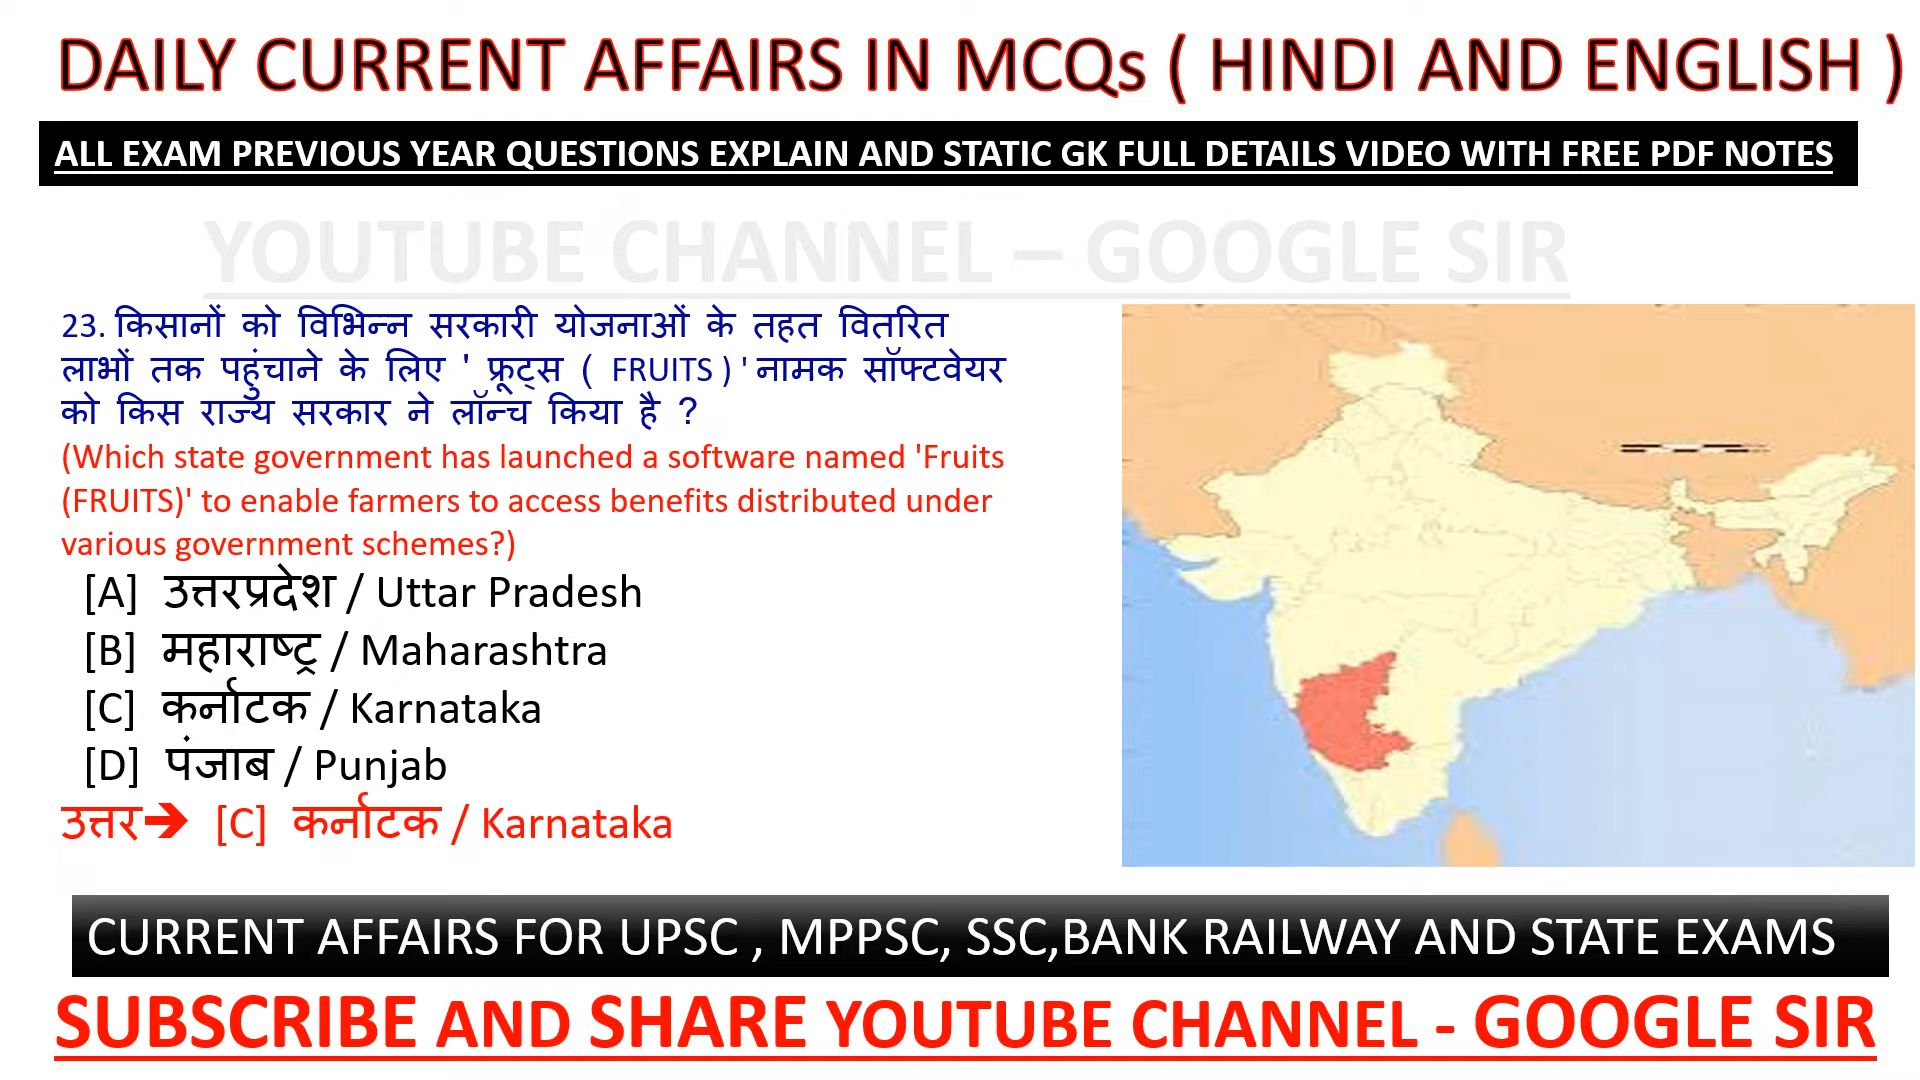 DAILY CURRENT AFFAIRS IN MCQs ( HINDI AND ENGLISH )
ALL EXAM PREVIOUS YEAR QUESTIONS EXPLAIN AND STATIC GK FULL DETAILS VIDEO WITH FREE PDF NOTES
YOUTUBE CHANNEL – GOOGLE SIR
23. किसानों को विभिन्न सरकारी योजनाओं के तहत वितरित
लाभों तक पहुंचाने के लिए ' फ्रूट्स ( FRUITS ) ' नामक सॉफ्टवेयर
को किस राज्य सरकार ने लॉन्च किया है ?
(Which state government has launched a software named 'Fruits
(FRUITS)' to enable farmers to access benefits distributed under
various government schemes?)
[A] उत्तरप्रदेश / Uttar Pradesh
[B] महाराष्ट्र / Maharashtra
[C] कर्नाटक / Karnataka
[D] पंजाब / Punjab
उत्तर➔ [C] कर्नाटक / Karnataka
CURRENT AFFAIRS FOR UPSC , MPPSC, SSC,BANK RAILWAY AND STATE EXAMS
SUBSCRIBE AND SHARE YOUTUBE CHANNEL - GOOGLE SIR